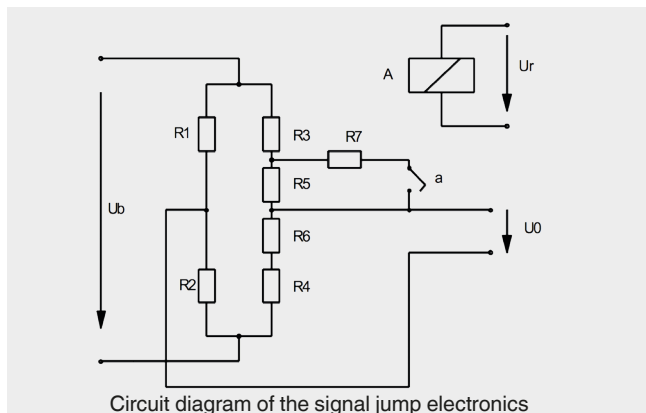 A
Ur
R1
R3
R7
R5
a
Ub
R6
U0
R2
R4
Circuit diagram of the signal jump electronics